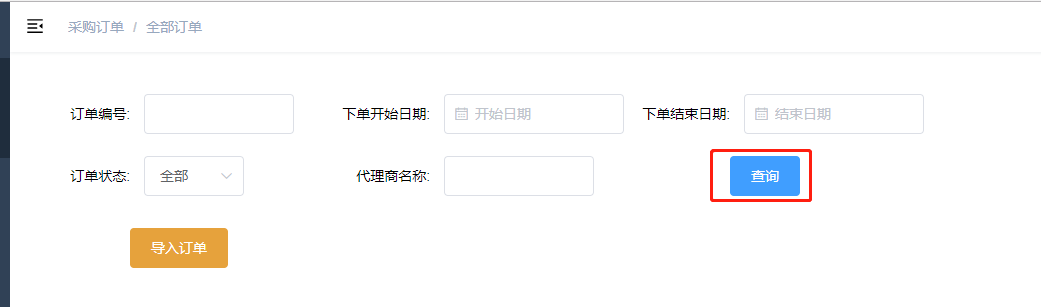 采购订单 / 全部订单
订单编号: 下单开始日期: 开始日期 下单结束日期: 结束日期
订单状态: 全部 代理商名称: 查询
导入订单